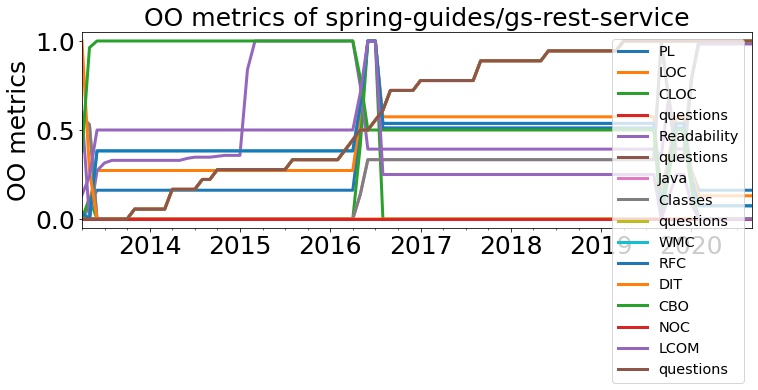 OO metrics of spring-guides/gs-rest-service
OO metrics
1.0
0.5
0.0
2014 2015 2016 2017 2018 2019 2020
PL
LOC
CLOC
questions
Readability
questions
Java
Classes
questions
WMC
RFC
DIT
CBO
NOC
LCOM
questions